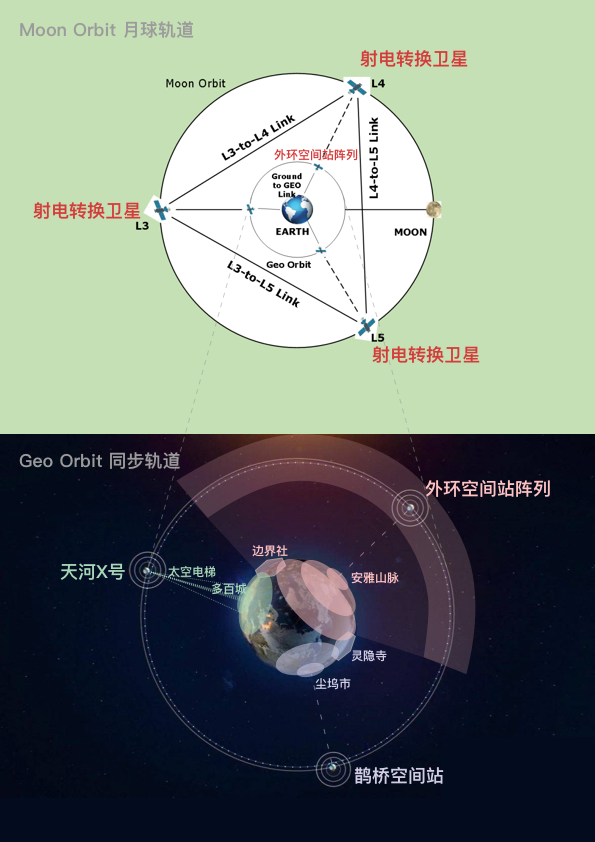 Moon Orbit 月球轨道
射电转换卫星
Moon Orbit
L4
L3-to-L4 Link
L4-to-L5 Link
外环空间站阵列
Ground
to GEO
Link
射电转换卫星
L3
EARTH
MOON
Geo Orbit
L3-to-L5 Link
L5
射电转换卫星
Geo Orbit 同步轨道
外环空间站阵列
边界社
天河X号
太空电梯
安雅山脉
多百城
灵隐寺
尘坞市
鹊桥空间站